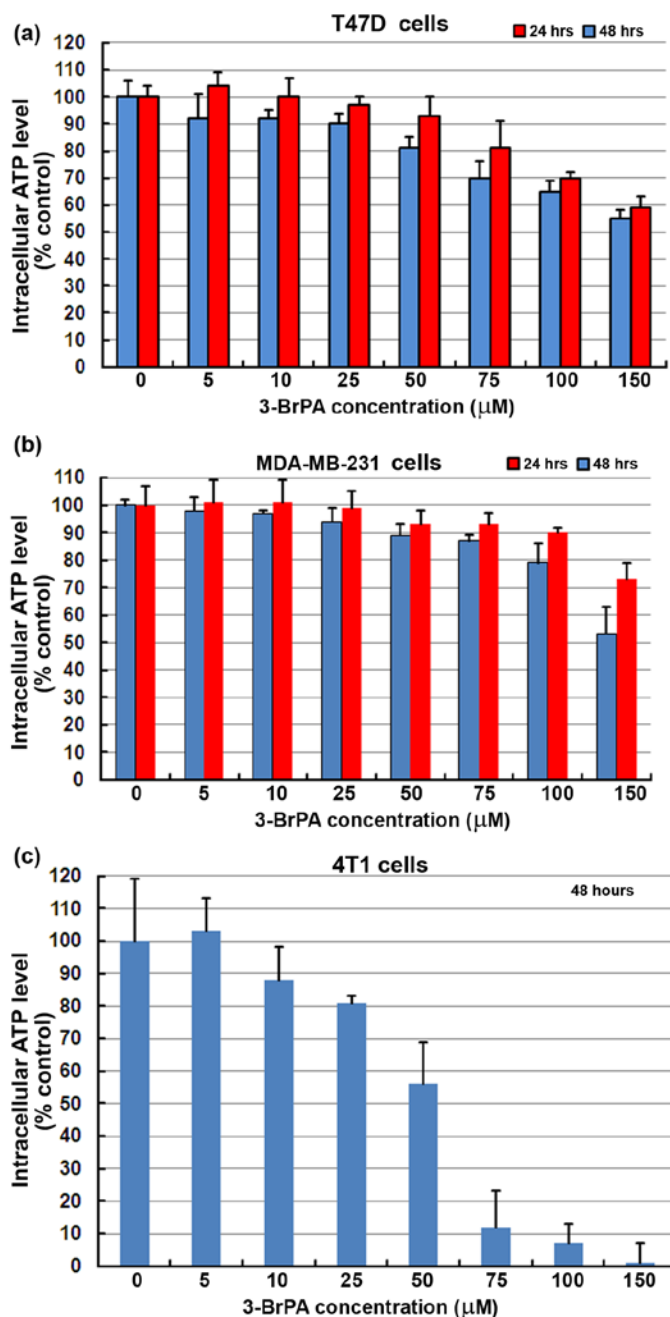 (a)
T47D cells
24 hrs 48 hrs
Intracellular ATP level
(% control)
120
110
100
90
80
70
60
50
40
30
20
10
0
0 5 10 25 50 75 100 150
3-BrPA concentration (μM)
(b)
MDA-MB-231 cells
24 hrs 48 hrs
Intracellular ATP level
(% control)
110
100
90
80
70
60
50
40
30
20
10
0
0 5 10 25 50 75 100 150
3-BrPA concentration (μM)
(c)
4T1 cells
48 hours
Intracellular ATP level
(% control)
120
110
100
90
80
70
60
50
40
30
20
10
0
0 5 10 25 50 75 100 150
3-BrPA concentration (μM)